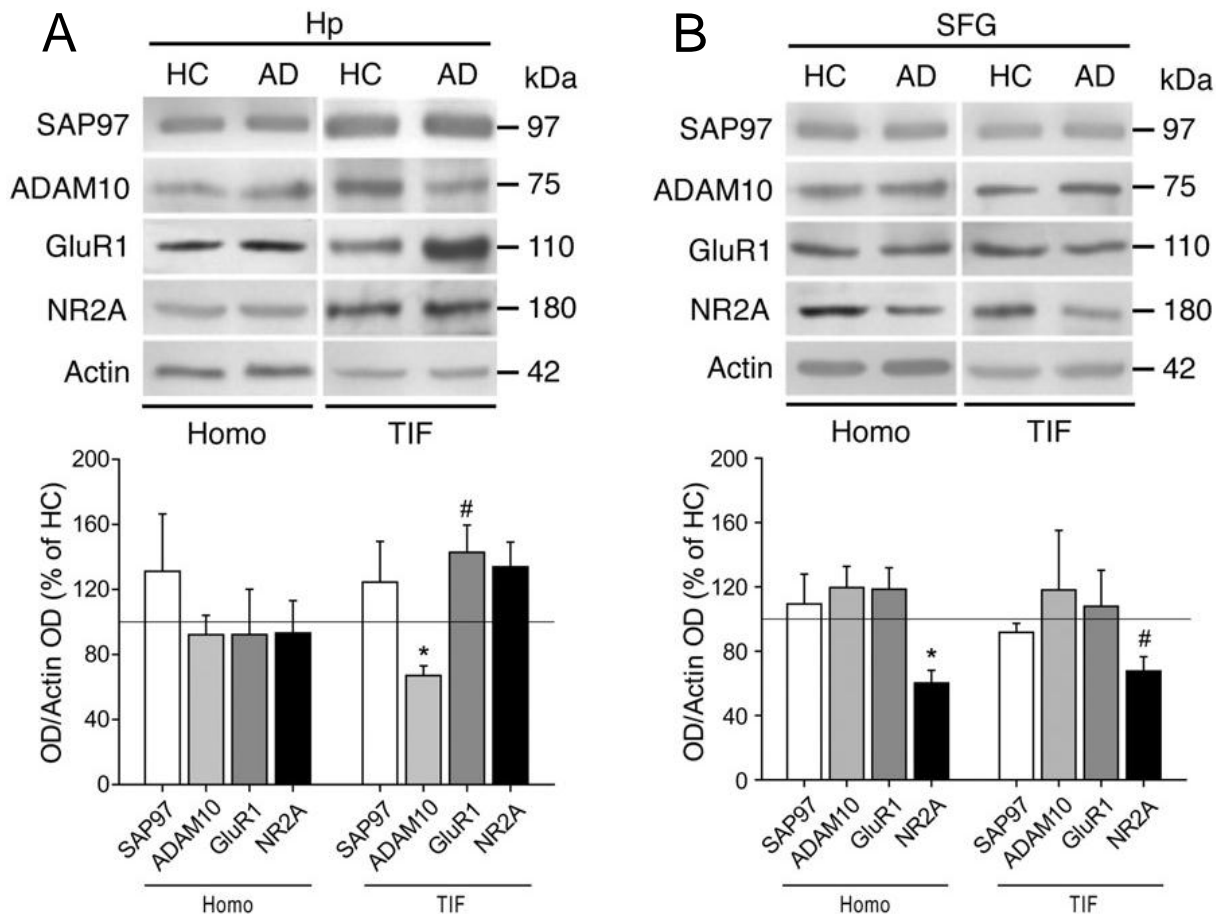 A
Hp
HC AD HC AD kDa
SAP97 97
ADAM10 75
GluR1 110
NR2A 180
Actin 42
Homo TIF
OD/Actin OD (% of HC)
200
160
120
80
40
0
* #
SAP97 ADAM10 GluR1 NR2A SAP97 ADAM10 GluR1 NR2A
Homo TIF
B
SFG
HC AD HC AD kDa
SAP97 97
ADAM10 75
GluR1 110
NR2A 180
Actin 42
Homo TIF
OD/Actin OD (% of HC)
200
160
120
80
40
0
* #
SAP97 ADAM10 GluR1 NR2A SAP97 ADAM10 GluR1 NR2A
Homo TIF